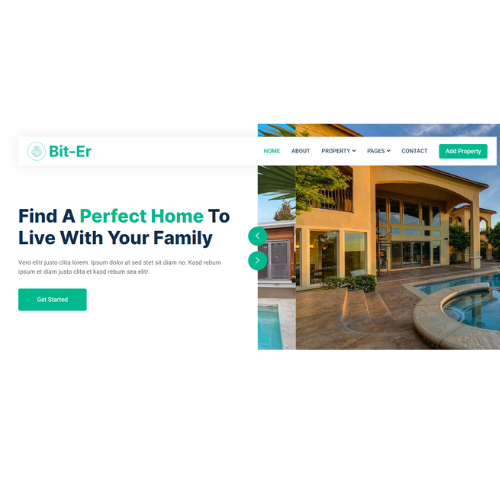 Bit-Er
HOME ABOUT PROPERTY PAGES CONTACT Add Property
Find A Perfect Home To
Live With Your Family
Vero elitr justo clita lorem. Ipsum dolor at sed stet sit diam no. Kasd rebum
ipsum et diam justo clita et kasd rebum sea elitr.
Get Started